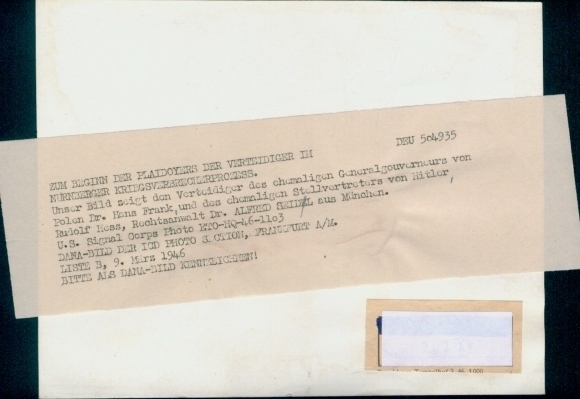 DEU 504935
ZUM BEGINN DER PLAIDOYERS DER VERTEIDIGER IM
NURNBERGER KRIEGSVERBRECHERPROZESS.
Unser Bild zeigt den Verteidiger des ehemaligen Generalgouverneurs von
Polen Dr. Hans Frank, und des ehemaligen Stellvertreters von Hitler,
Rudolf Hess, Rechtsanwalt Dr. ALFRED SEIDEL aus München.
U.S. Signal Corps Photo ETO-HQ-46-1103
DANA-BILD DER ICD PHOTO SECTION, FRANKFURT A/M.
LISTE B, 9. März 1946
BITTE ALS DANA-BILD KENNZEICHNEN!